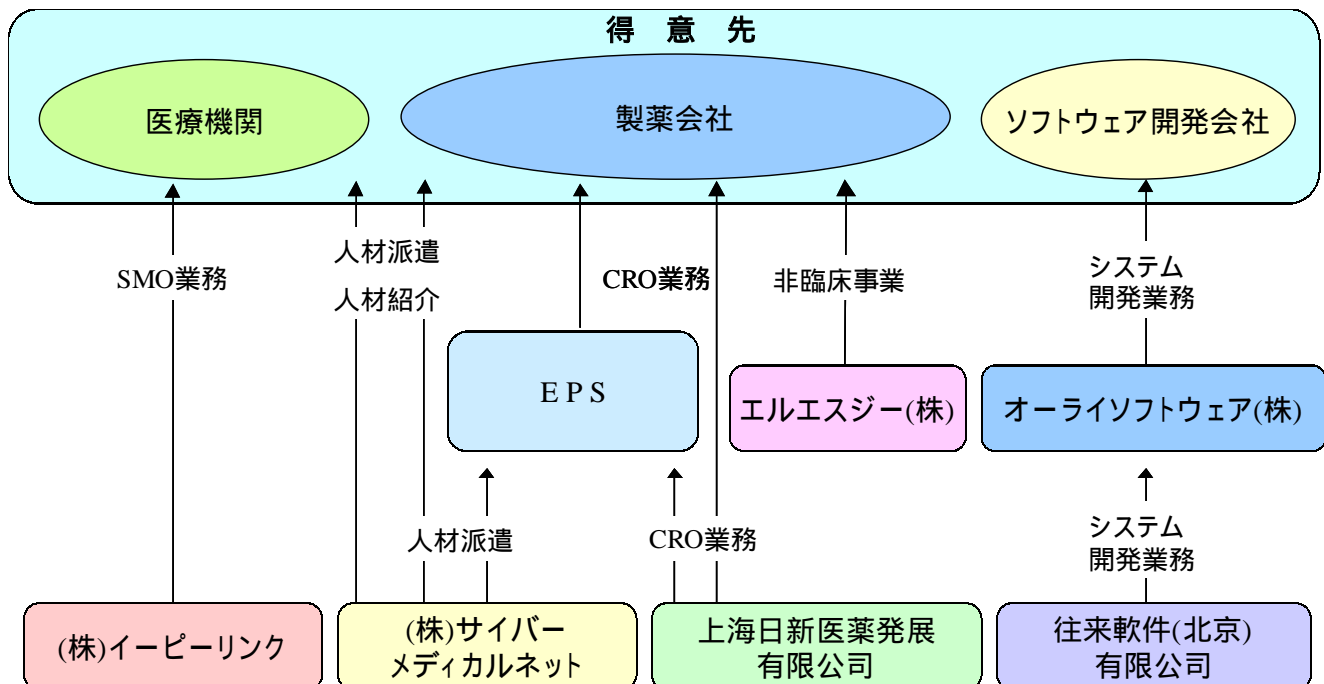 得 意 先
医療機関
製薬会社
ソフトウェア開発会社
人材派遣
人材紹介
SMO業務
CRO業務
非臨床事業
システム
開発業務
E P S
エルエスジー(株)
オーライソフトウェア(株)
人材派遣
CRO業務
システム
開発業務
(株)イーピーリンク
(株)サイバー
メディカルネット
上海日新医薬発展
有限公司
往来軟件(北京)
有限公司